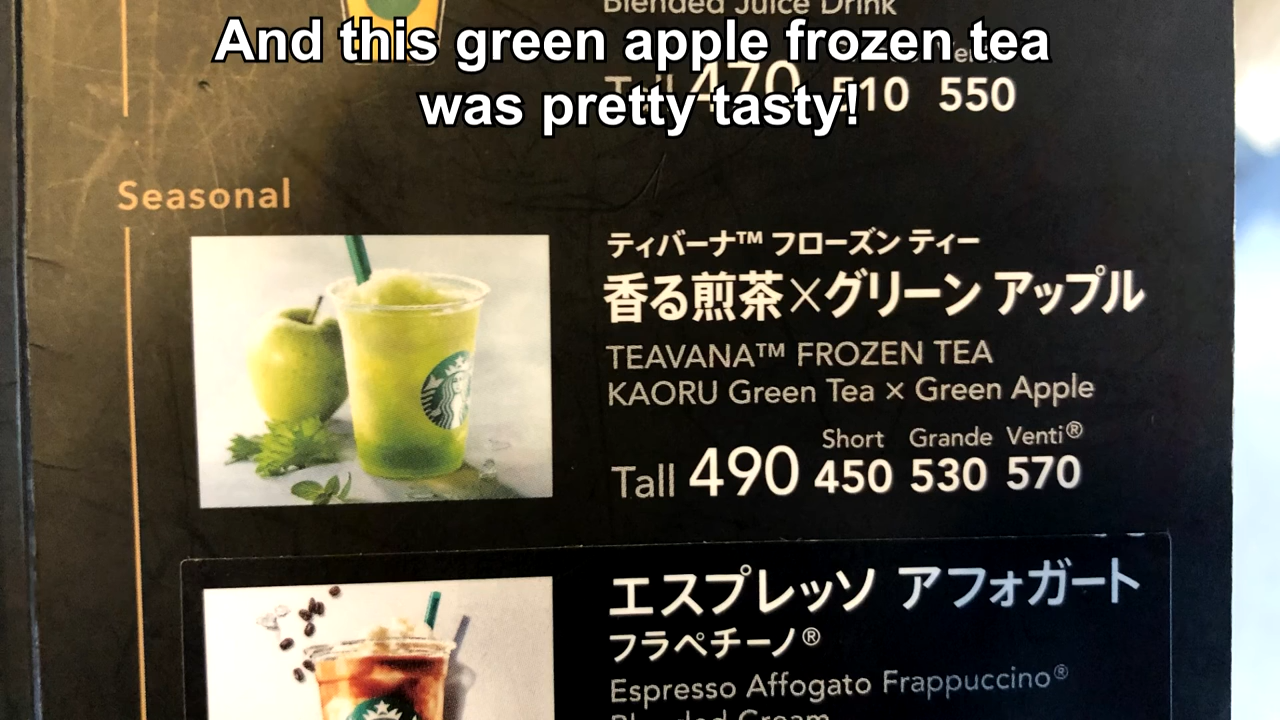 Blended Juice Drink
And this green apple frozen tea
was pretty tasty!
Tall 470 510 550
Seasonal
ティバーナ™ フローズン ティー
香る煎茶×グリーン アップル
TEAVANA™ FROZEN TEA
KAORU Green Tea × Green Apple
Short Grande Venti®
Tall 490 450 530 570
エスプレッソ アフォガート
フラペチーノ®
Espresso Affogato Frappuccino®
Blended Cream